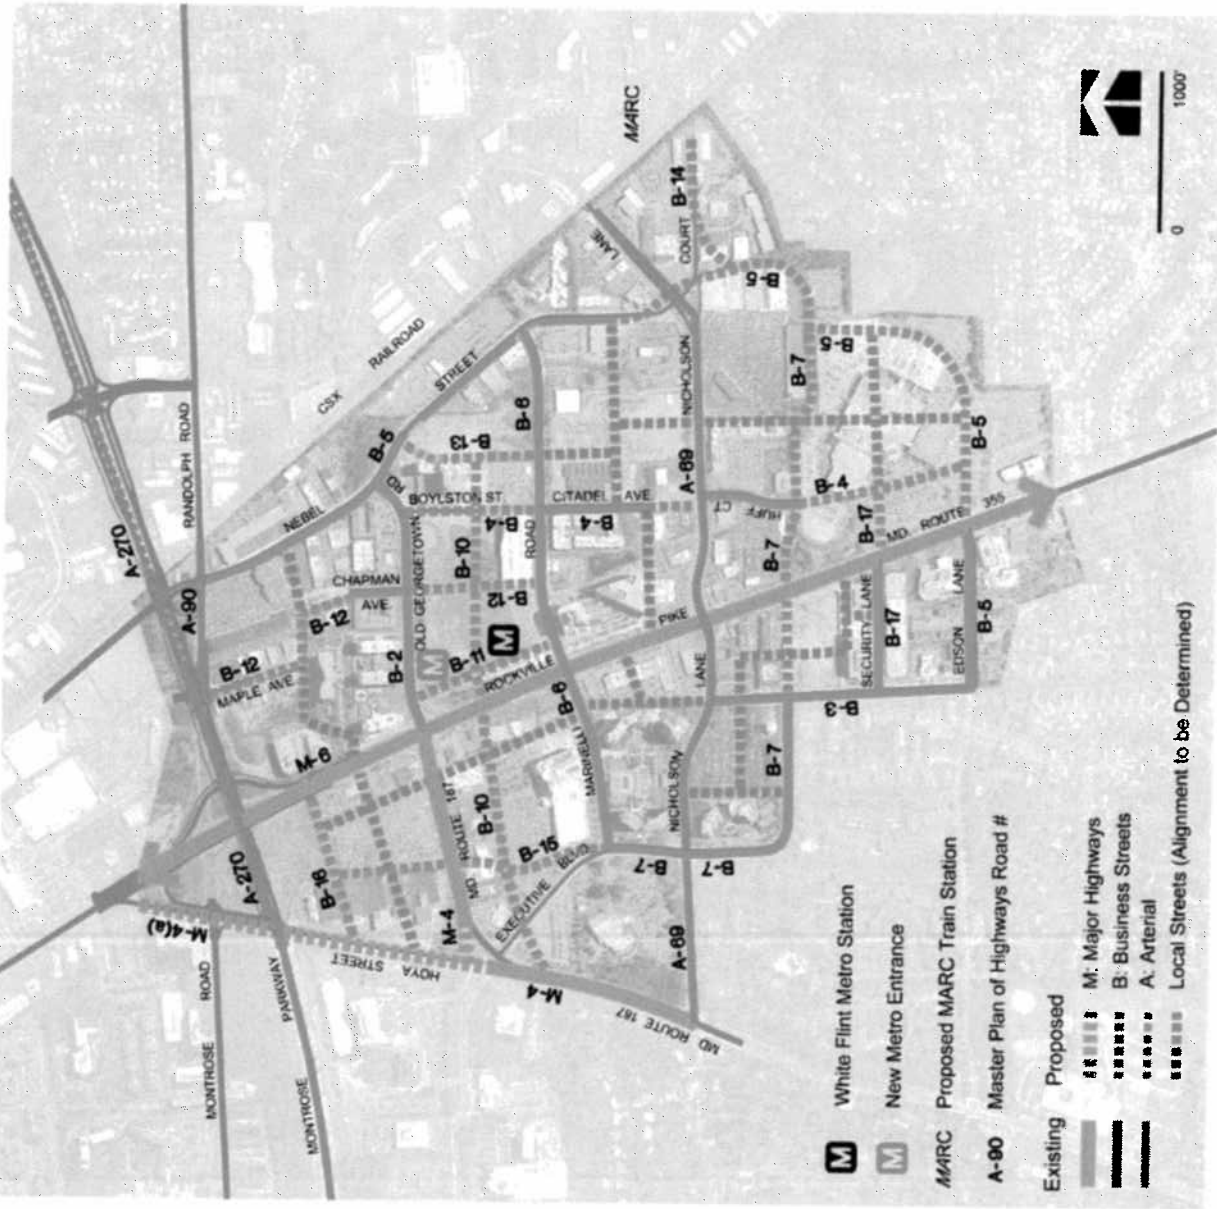 MARC
CSX
RAILROAD
RANDOLPH ROAD
A-270
A-90
NEBEL
STREET
B-5
LANE
COURT
B-14
B-5
B-5
B-6
B-13
RD
BOYLSTON ST.
CITADEL AVE
NICHOLSON
A-69
B-7
B-4
B-4
ROAD
HUFF CT
B-4
B-5
CHAPMAN
AVE.
OLD GEORGETOWN
B-10
B-12
B-7
B-17
MD. ROUTE 355
B-12
B-12
MAPLE AVE
B-2
M
B-11
M
ROCKVILLE
PIKE
SECURITY LANE
B-17
EDSON LANE
B-5
M-6
B-6
LANE
B-3
MARINELLI
B-7
MD ROUTE 187
B-10
B-15
NICHOLSON
EXECUTIVE BLVD
B-7
B-7
A-270
B-16
M-4
M-4(a)
HOYA STREET
M-4
A-69
MD ROUTE 187
MONTROSE ROAD
MONTROSE PARKWAY
0 1000'
M White Flint Metro Station
M New Metro Entrance
MARC Proposed MARC Train Station
A-90 Master Plan of Highways Road #
Existing Proposed
M: Major Highways
B: Business Streets
A: Arterial
Local Streets (Alignment to be Determined)